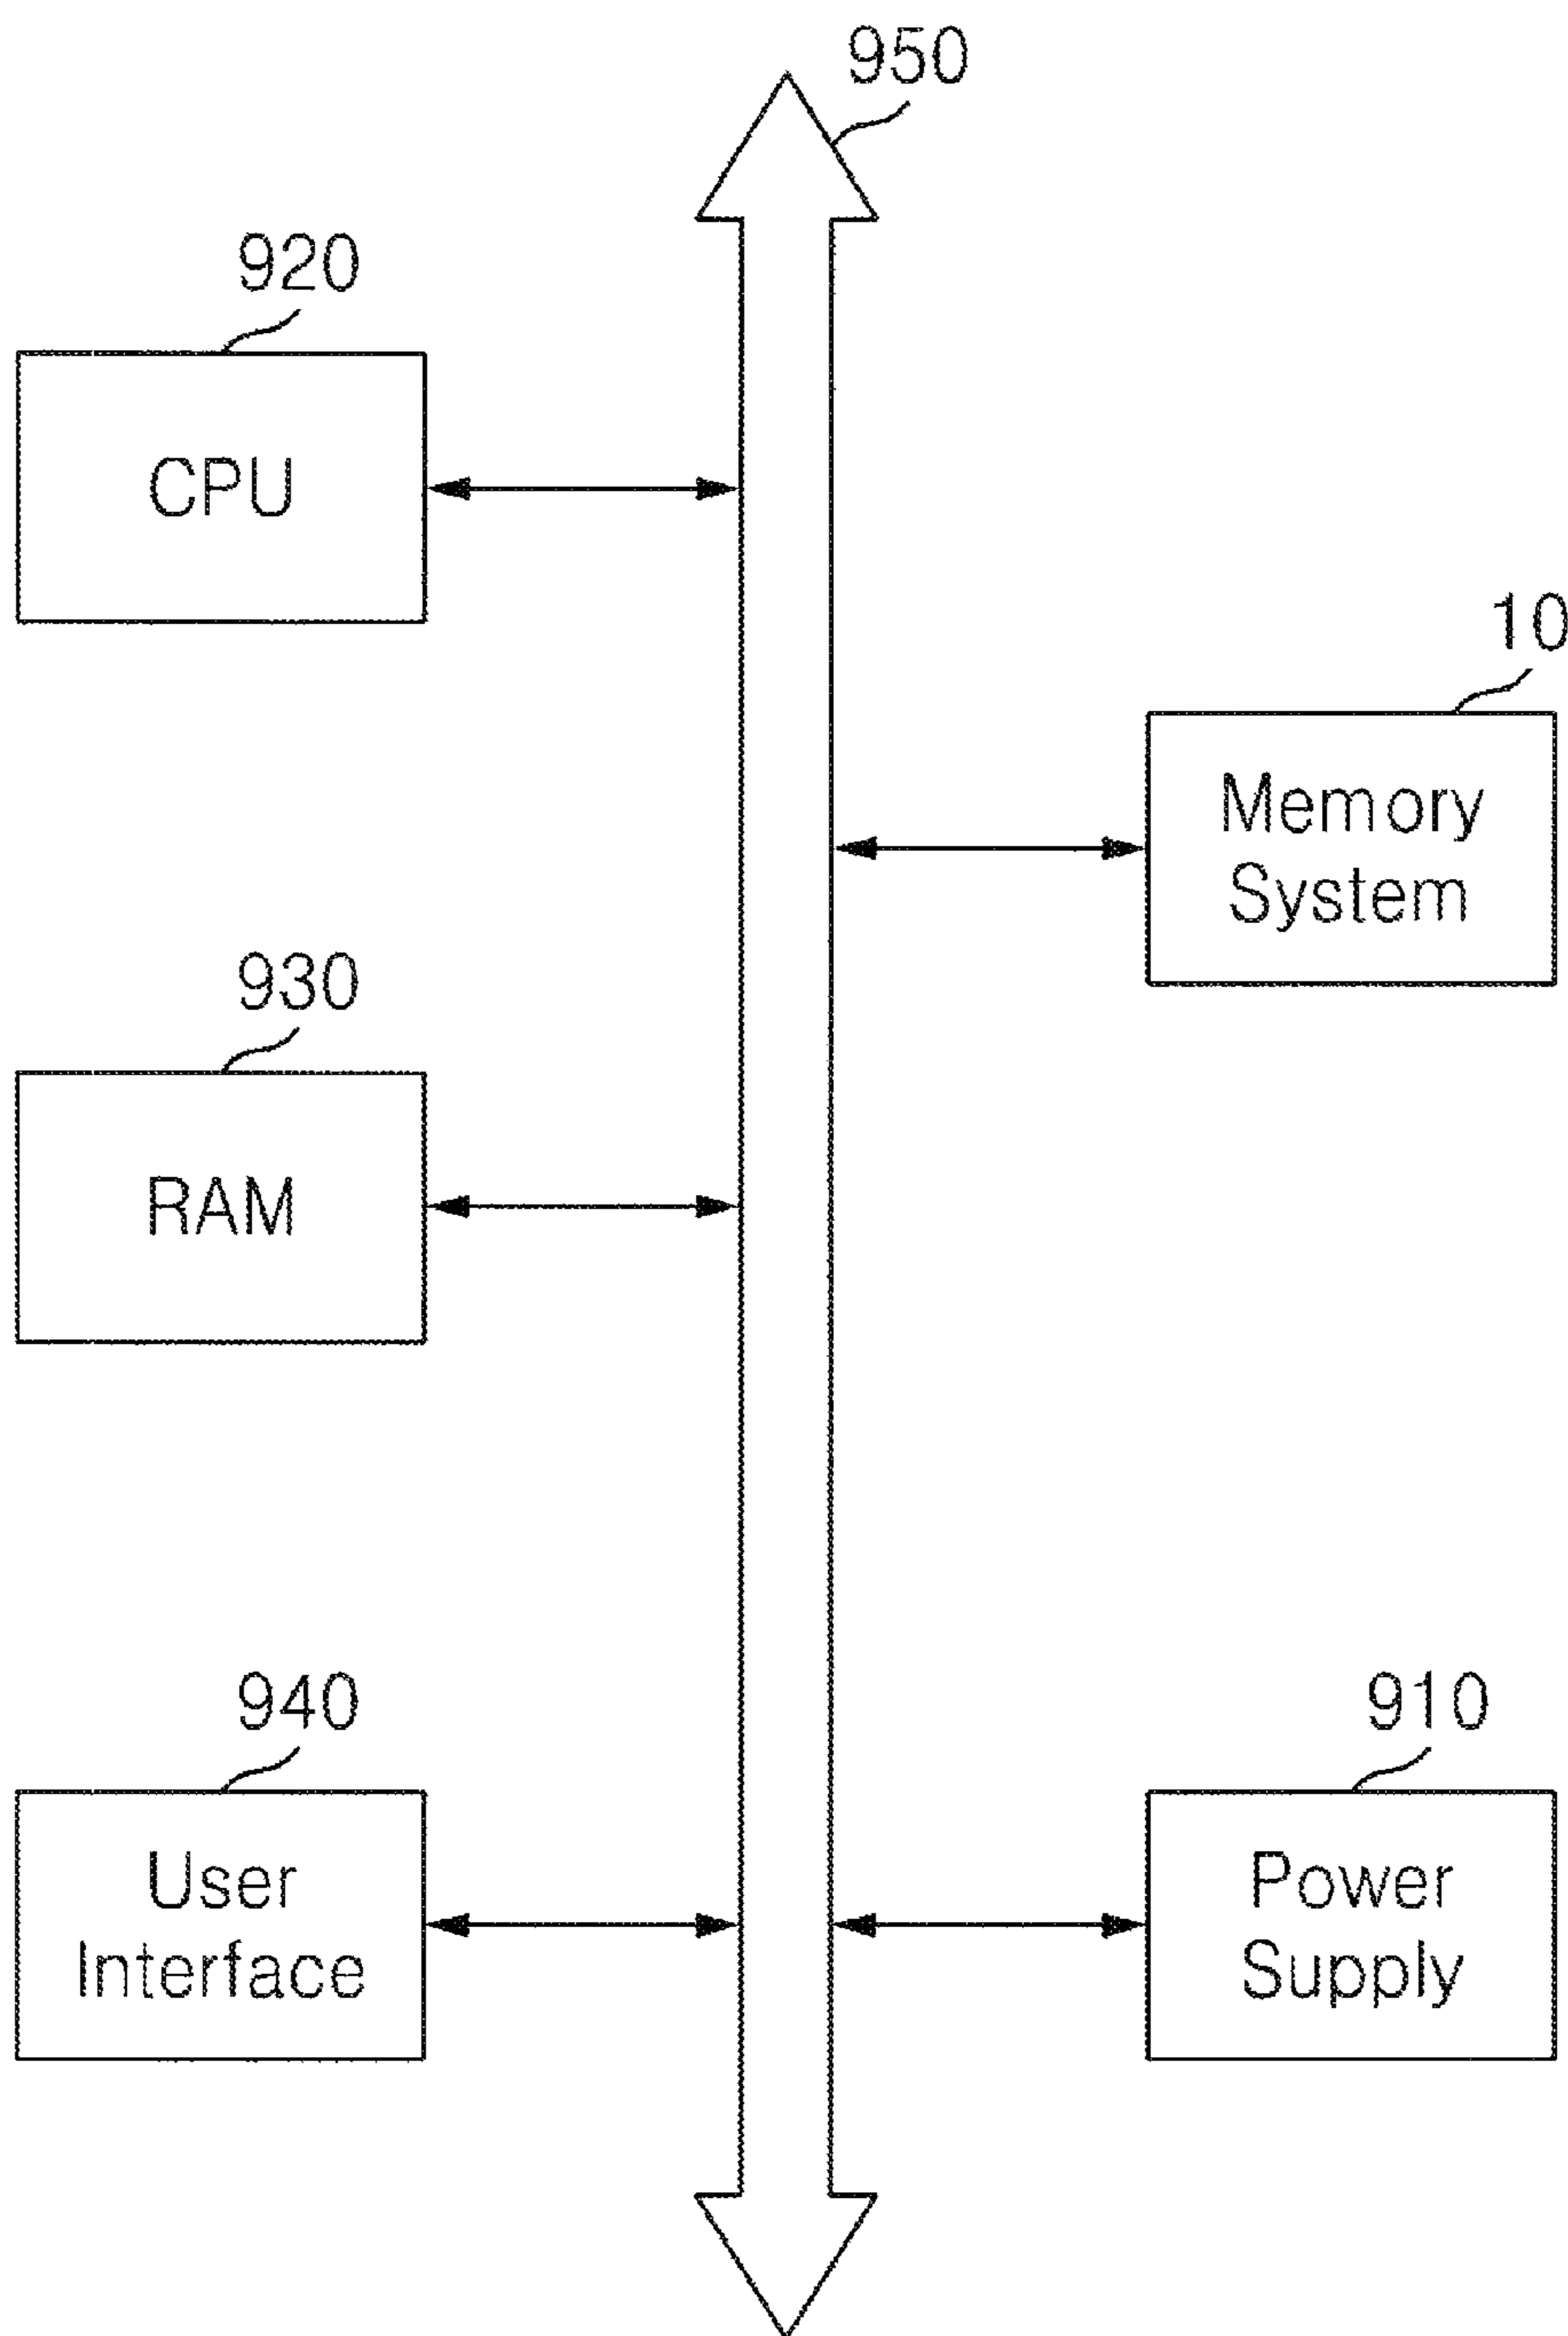 950
920
CPU
10
Memory
System
930
RAM
940
User
Interface
910
Power
Supply